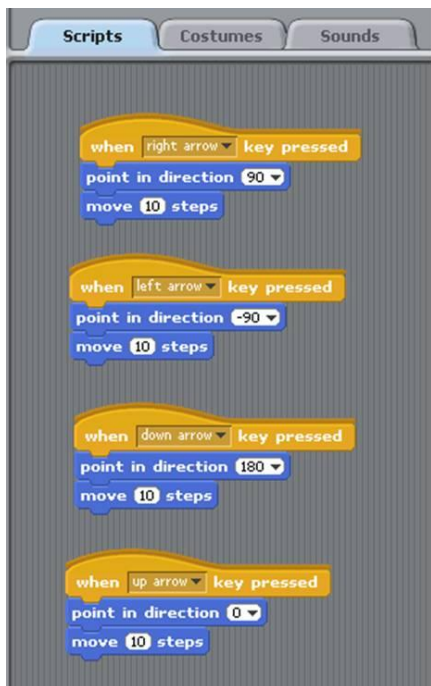 Scripts Costumes Sounds
when right arrow key pressed
point in direction 90
move 10 steps
when left arrow key pressed
point in direction -90
move 10 steps
when down arrow key pressed
point in direction 180
move 10 steps
when up arrow key pressed
point in direction 0
move 10 steps